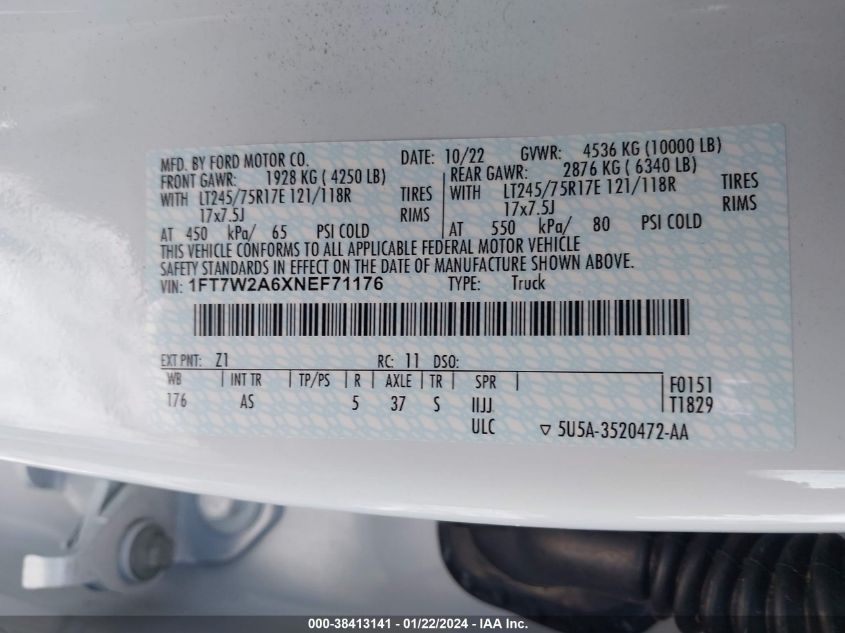 MFD. BY FORD MOTOR CO. DATE: 10/22 GVWR: 4536 KG (10000 LB)
FRONT GAWR: 1928 KG ( 4250 LB) REAR GAWR: 2876 KG ( 6340 LB)
WITH LT245/75R17E 121/118R TIRES WITH LT245/75R17E 121/118R TIRES
17x7.5J RIMS 17x7.5J RIMS
AT 450 kPa/ 65 PSI COLD AT 550 kPa/ 80 PSI COLD
THIS VEHICLE CONFORMS TO ALL APPLICABLE FEDERAL MOTOR VEHICLE
SAFETY STANDARDS IN EFFECT ON THE DATE OF MANUFACTURE SHOWN ABOVE.
VIN: 1FT7W2A6XNEF71176 TYPE: Truck
EXT PNT: Z1 RC: 11 DSO:
WB INT TR TP/PS R AXLE TR SPR F0151
176 AS 5 37 S IIJJ T1829
ULC ▽ 5U5A-3520472-AA
000-38413141 - 01/22/2024 - IAA Inc.